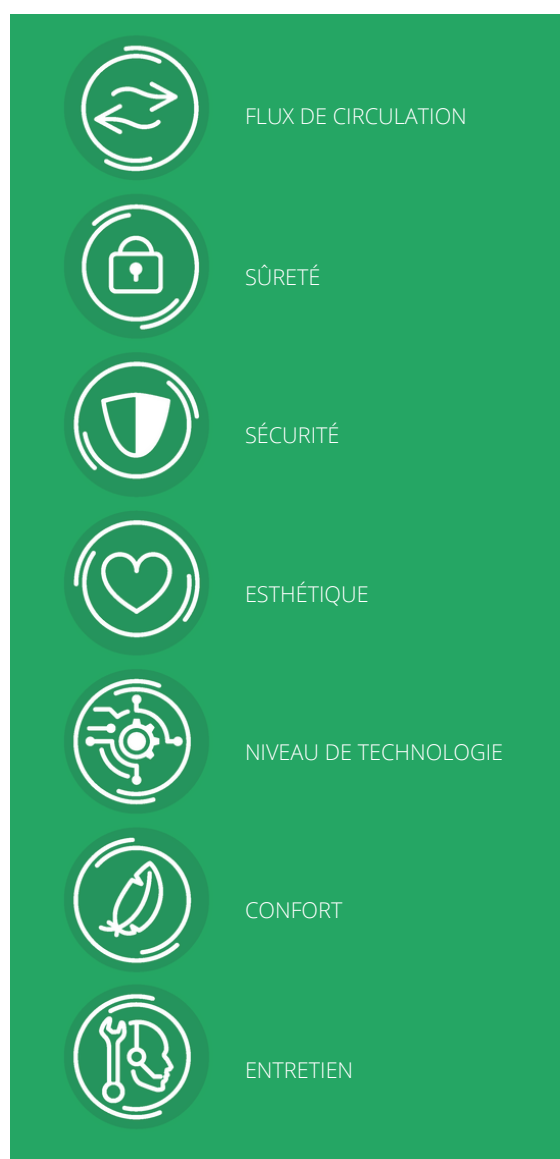 FLUX DE CIRCULATION
SÛRETÉ
SÉCURITÉ
ESTHÉTIQUE
NIVEAU DE TECHNOLOGIE
CONFORT
ENTRETIEN